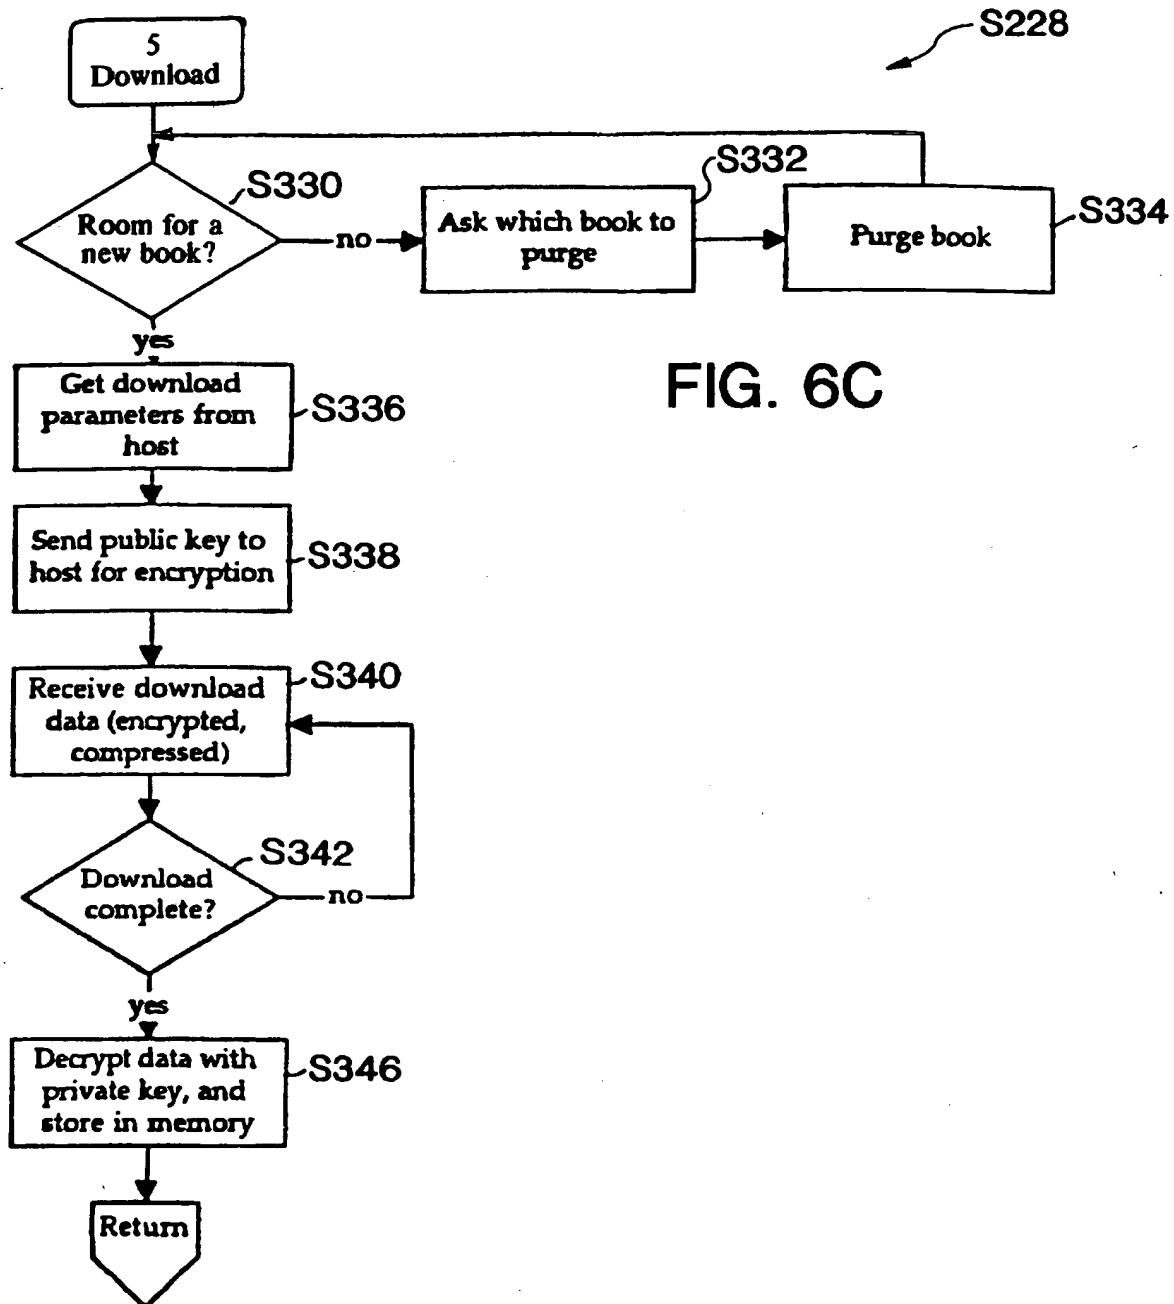 S228
5
Download
S330
Room for a
new book?
no
S332
Ask which book to
purge
S334
Purge book
yes
FIG. 6C
Get download
parameters from
host
S336
Send public key to
host for encryption
S338
Receive download
data (encrypted,
compressed)
S340
S342
Download
complete?
no
yes
Decrypt data with
private key, and
store in memory
S346
Return